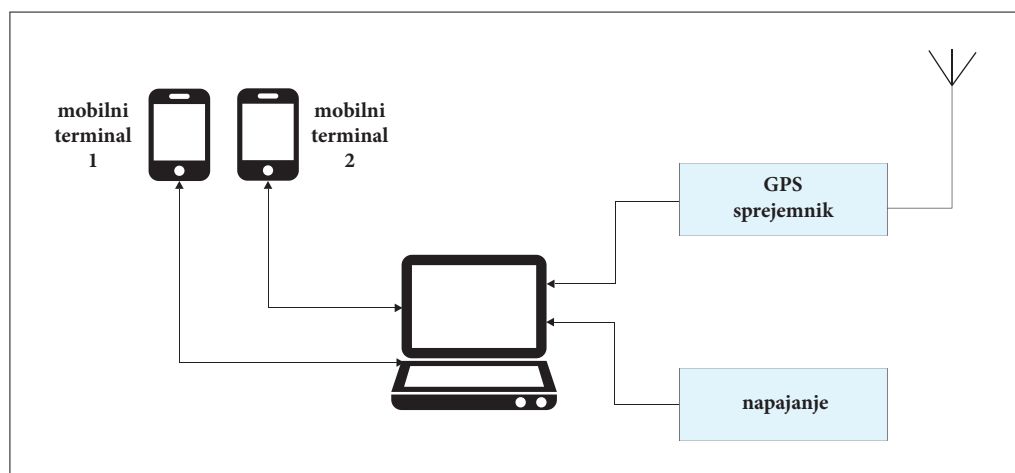 mobilni
terminal
1
mobilni
terminal
2
GPS
sprejemnik
napajanje